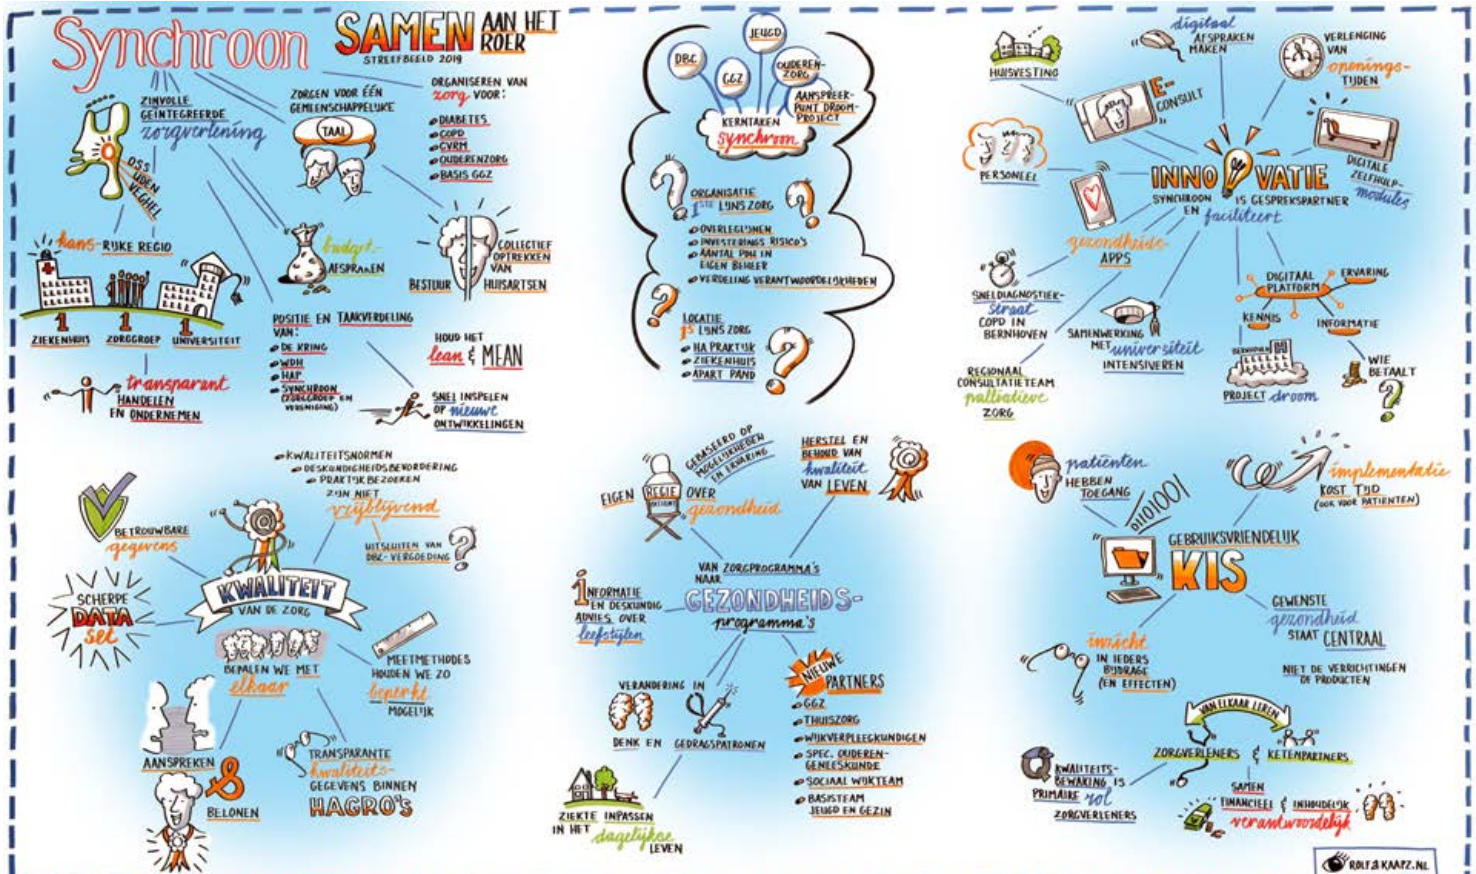 Synchroon
SAMEN AAN HET
ROER
STREEFBEELD 2019
ZINVOLLE
GEÏNTEGREERDE
zorgverlening
OSS
UDEN
VEGHEL
ZORGEN VOOR ÉÉN
GEMEENSCHAPPELIJKE
TAAL
ORGANISEREN VAN
zorg VOOR:
DIABETES
COPD
CVRM
OUDERENZORG
BASIS GGZ
kans-RIJKE REGIO
1 1 1
ZIEKENHUIS ZORGGROEP UNIVERSITEIT
transparant
HANDELEN
EN ONDERNEMEN
budget-
AFSPRAKEN
COLLECTIEF
OPTREKKEN
VAN
BESTUUR HUISARTSEN
POSITIE EN TAAKVERDELING
VAN:
DE KRING
WDH
HAP
SYNCHROON
(ZORGGROEP EN
VERENIGING)
HOUD HET
lean & MEAN
SNEL INSPELEN
OP nieuwe
ONTWIKKELINGEN
DBC
GGZ
JEUGD
OUDEREN-
ZORG
AANSPREEK-
PUNT DROOM-
PROJECT
KERNTAKEN
synchroon
ORGANISATIE
1STE LIJNS ZORG
OVERLEGLIJNEN
INVESTERINGS RISICO'S
AANTAL POH IN
EIGEN BEHEER
VERDELING VERANTWOORDELIJKHEDEN
LOCATIE
1S LIJNS ZORG
HA PRAKTIJK
ZIEKENHUIS
APART PAND
HUISVESTING
digitaal
AFSPRAKEN
MAKEN
VERLENGING
VAN
openings-
TIJDEN
E-
CONSULT
PERSONEEL
DIGITALE
ZELFHULP-
modules
INNOVATIE
SYNCHROON IS GESPREKSPARTNER
EN faciliteert
gezondheids-
APPS
SNELDIAGNOSTIEK-
straat
COPD IN
BERNHOVEN
SAMENWERKING
MET universiteit
INTENSIVEREN
REGIONAAL
CONSULTATIETEAM
palliatieve
ZORG
DIGITAAL
PLATFORM
ERVARING
KENNIS
INFORMATIE
BERNHOVEN H
PROJECT droom
WIE
BETAALT
?
KWALITEITSNORMEN
DESKUNDIGHEIDSBEVORDERING
PRAKTIJKBEZOEKEN
ZIJN NIET
vrijblijvend
UITSLUITEN VAN
DBC-VERGOEDING ?
BETROUWBARE
gegevens
SCHERPE
DATA
set
KWALITEIT
VAN DE ZORG
BEPALEN WE MET
elkaar
MEETMETHODES
HOUDEN WE ZO
beperkt
MOGELIJK
AANSPREKEN
&
BELONEN
TRANSPARANTE
kwaliteits-
GEGEVENS BINNEN
HAGRO'S
GEBASEERD OP
MOGELIJKHEDEN
EN ERVARING
EIGEN REGIE OVER
gezondheid
HERSTEL EN
BEHOUD VAN
kwaliteit
VAN LEVEN
VAN ZORGPROGRAMMA'S
NAAR
GEZONDHEIDS-
programma's
INFORMATIE
EN DESKUNDIG
ADVIES OVER
leefstijlen
VERANDERING IN
DENK EN GEDRAGSPATRONEN
ZIEKTE INPASSEN
IN HET dagelijkse
LEVEN
NIEUWE
PARTNERS
GGZ
THUISZORG
WIJKVERPLEEGKUNDIGEN
SPEC. OUDEREN-
GENEESKUNDE
SOCIAAL WIJKTEAM
BASISTEAM
JEUGD EN GEZIN
patiënten
HEBBEN
TOEGANG
implementatie
KOST TIJD
(OOK VOOR PATIENTEN)
GEBRUIKSVRIENDELIJK
KIS
GEWENSTE
gezondheid
STAAT CENTRAAL
NIET DE VERRICHTINGEN
OF PRODUCTEN
inzicht
IN IEDERS
BIJDRAGE
(EN EFFECTEN)
VAN ELKAAR LEREN
ZORGVERLENERS & KETENPARTNERS
KWALITEITS-
BEWAKING IS
PRIMAIRE rol
ZORGVERLENERS
SAMEN
FINANCIEEL & INHOUDELIJK
verantwoordelijk
ROLF@KAAPZ.NL